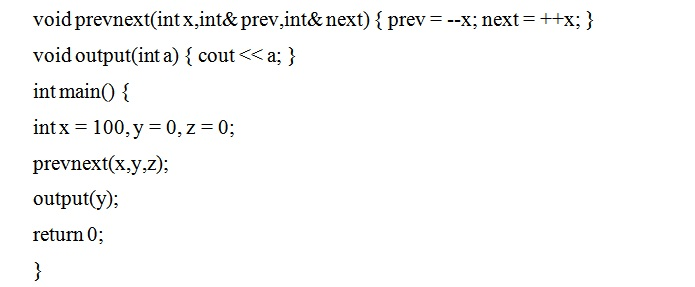 void prevnext(int x,int& prev,int& next) { prev = --x; next = ++x; }
void output(int a) { cout << a; }
int main() {
int x = 100, y = 0, z = 0;
prevnext(x,y,z);
output(y);
return 0;
}